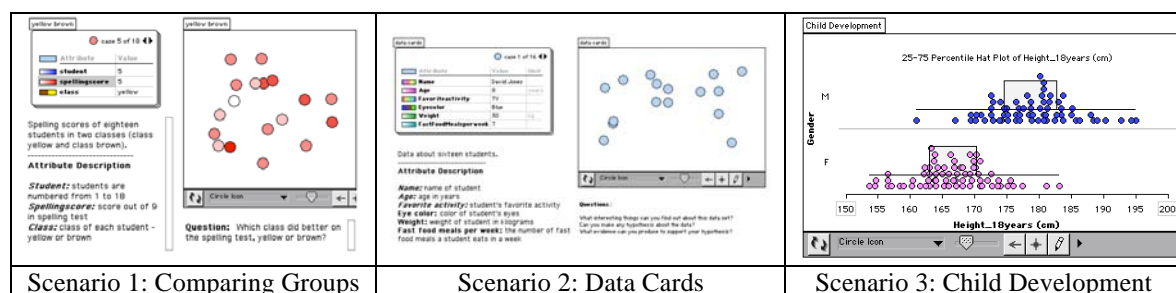 yellow brown
case 5 of 18
Attribute Value
student 5
spellingscore 5
class yellow
Spelling scores of eighteen
students in two classes (class
yellow and class brown).
Attribute Description
Student: students are
numbered from 1 to 18
Spellingscore: score out of 9
in spelling test
Class: class of each student -
yellow or brown
yellow brown
Circle Icon
Question: Which class did better on
the spelling test, yellow or brown?
Scenario 1: Comparing Groups
data cards
case 1 of 16
Attribute Value Unit
Name David Jones
Age 8
Favoriteactivity TV
Eyecolor Blue
Weight 30
FastFoodMealsperweek 7
Data about sixteen students.
Attribute Description
Name: name of student
Age: age in years
Favorite activity: student's favorite activity
Eye color: color of student's eyes
Weight: weight of student in kilograms
Fast food meals per week: the number of fast
food meals a student eats in a week
data cards
Circle Icon
Questions:
What interesting things can you find out about this data set?
Can you make any hypothesis about the data?
What evidence can you produce to support your hypothesis?
Scenario 2: Data Cards
Child Development
25-75 Percentile Hat Plot of Height_18years (cm)
M
Gender
F
150 155 160 165 170 175 180 185 190 195 200
Height_18years (cm)
Circle Icon
Scenario 3: Child Development